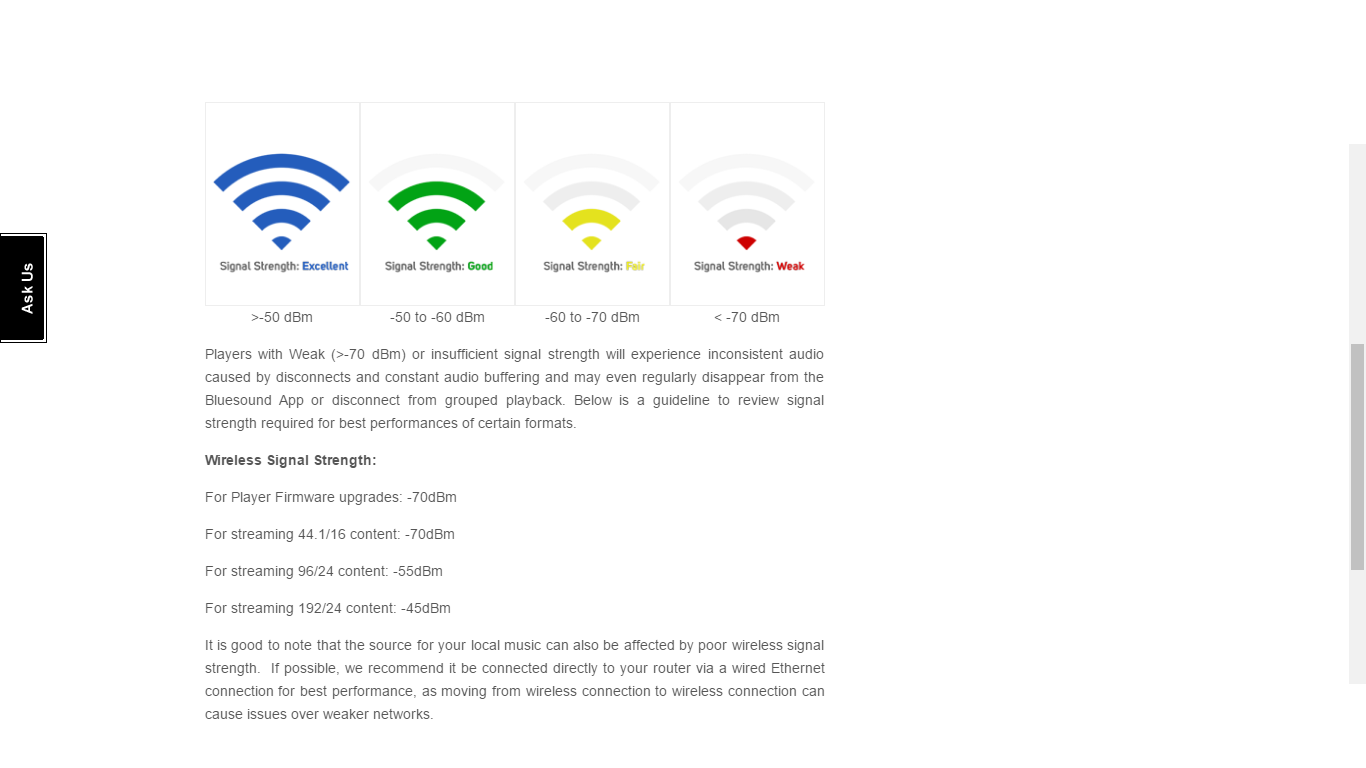 Signal Strength: Excellent
Signal Strength: Good
Signal Strength: Fair
Signal Strength: Weak
>-50 dBm
-50 to -60 dBm
-60 to -70 dBm
< -70 dBm
Ask Us
Players with Weak (>-70 dBm) or insufficient signal strength will experience inconsistent audio
caused by disconnects and constant audio buffering and may even regularly disappear from the
Bluesound App or disconnect from grouped playback. Below is a guideline to review signal
strength required for best performances of certain formats.
Wireless Signal Strength:
For Player Firmware upgrades: -70dBm
For streaming 44.1/16 content: -70dBm
For streaming 96/24 content: -55dBm
For streaming 192/24 content: -45dBm
It is good to note that the source for your local music can also be affected by poor wireless signal
strength.  If possible, we recommend it be connected directly to your router via a wired Ethernet
connection for best performance, as moving from wireless connection to wireless connection can
cause issues over weaker networks.